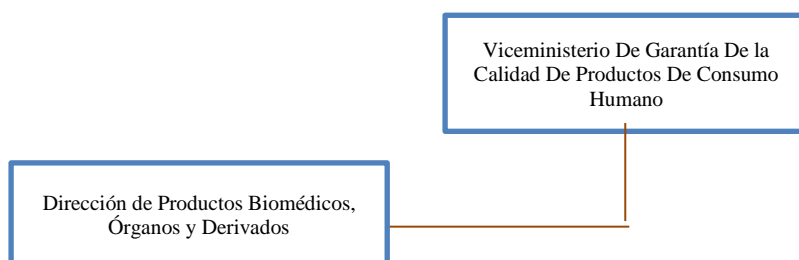 Viceministerio De Garantía De la
Calidad De Productos De Consumo
Humano
Dirección de Productos Biomédicos,
Órganos y Derivados